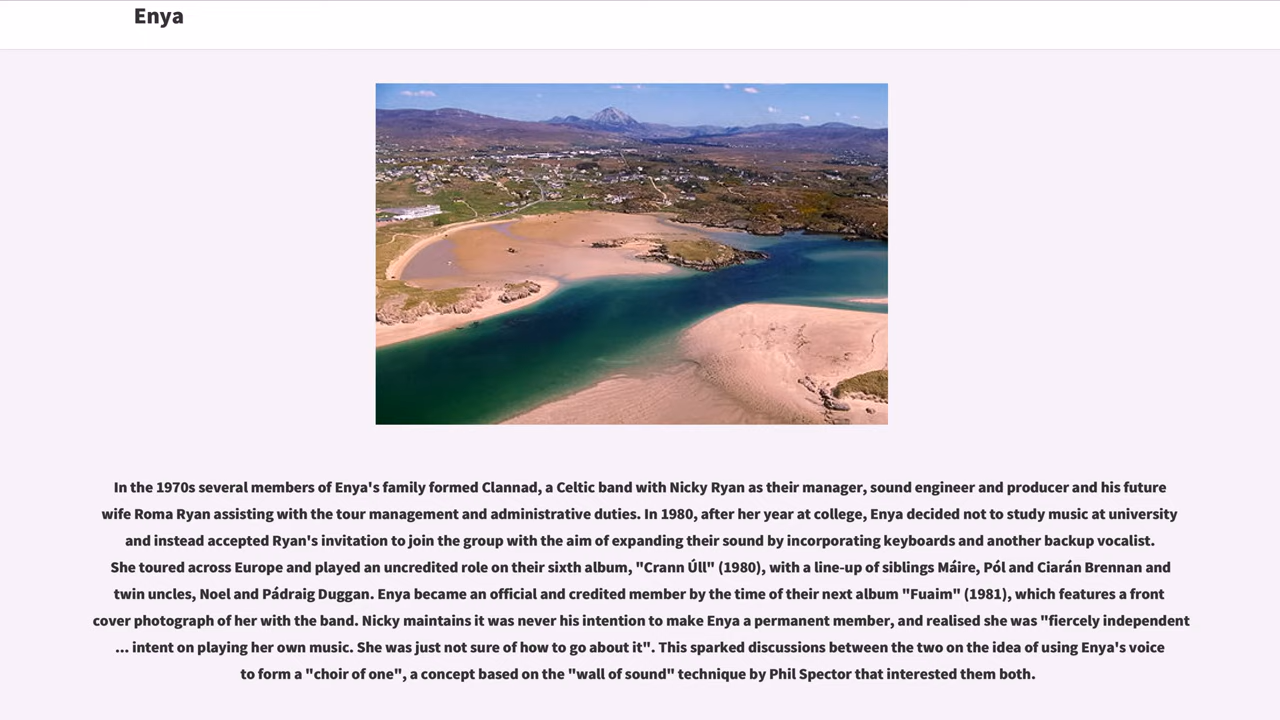 Enya
In the 1970s several members of Enya's family formed Clannad, a Celtic band with Nicky Ryan as their manager, sound engineer and producer and his future
wife Roma Ryan assisting with the tour management and administrative duties. In 1980, after her year at college, Enya decided not to study music at university
and instead accepted Ryan's invitation to join the group with the aim of expanding their sound by incorporating keyboards and another backup vocalist.
She toured across Europe and played an uncredited role on their sixth album, "Crann Úll" (1980), with a line-up of siblings Máire, Pól and Ciarán Brennan and
twin uncles, Noel and Pádraig Duggan. Enya became an official and credited member by the time of their next album "Fuaim" (1981), which features a front
cover photograph of her with the band. Nicky maintains it was never his intention to make Enya a permanent member, and realised she was "fiercely independent
... intent on playing her own music. She was just not sure of how to go about it". This sparked discussions between the two on the idea of using Enya's voice
to form a "choir of one", a concept based on the "wall of sound" technique by Phil Spector that interested them both.